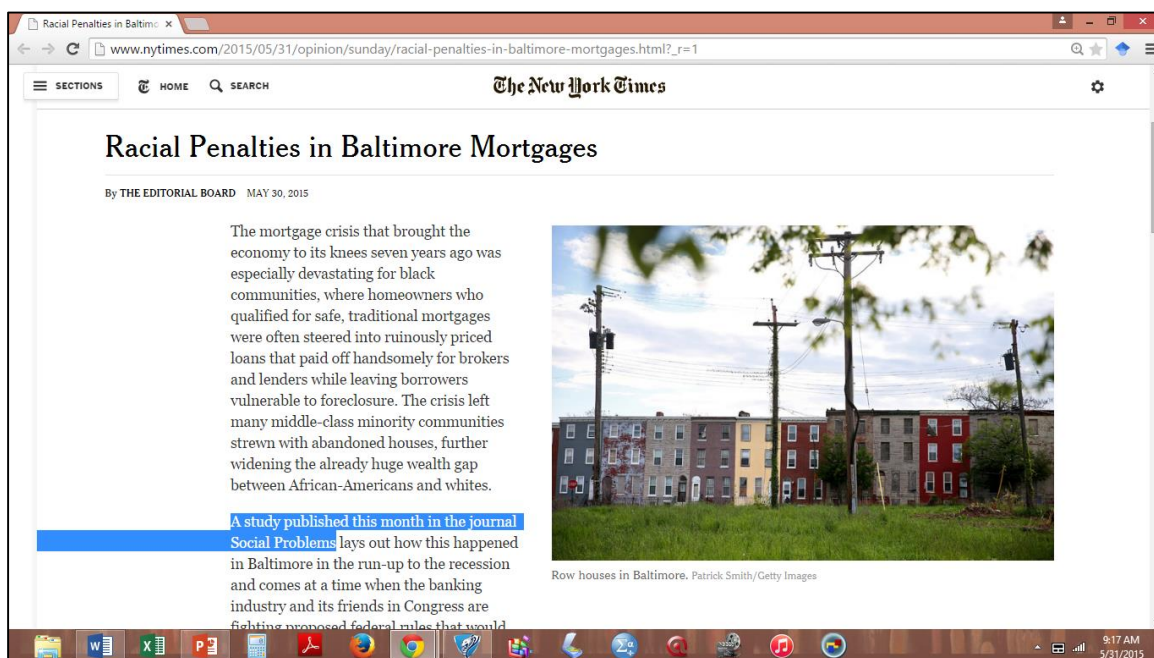 Racial Penalties in Baltimo
www.nytimes.com/2015/05/31/opinion/sunday/racial-penalties-in-baltimore-mortgages.html?_r=1
SECTIONS HOME SEARCH The New York Times
Racial Penalties in Baltimore Mortgages
By THE EDITORIAL BOARD MAY 30, 2015
The mortgage crisis that brought the
economy to its knees seven years ago was
especially devastating for black
communities, where homeowners who
qualified for safe, traditional mortgages
were often steered into ruinously priced
loans that paid off handsomely for brokers
and lenders while leaving borrowers
vulnerable to foreclosure. The crisis left
many middle-class minority communities
strewn with abandoned houses, further
widening the already huge wealth gap
between African-Americans and whites.
A study published this month in the journal
Social Problems lays out how this happened
in Baltimore in the run-up to the recession
and comes at a time when the banking
industry and its friends in Congress are
fighting proposed federal rules that would
Row houses in Baltimore. Patrick Smith/Getty Images
9:17 AM
5/31/2015